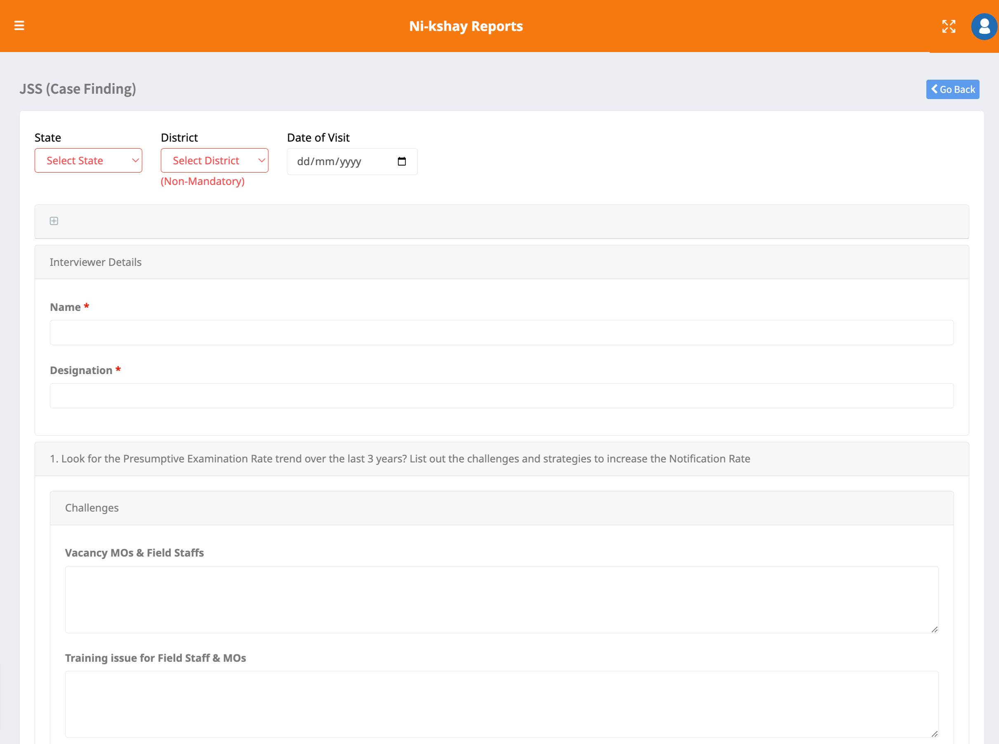 Ni-kshay Reports
JSS (Case Finding)
Go Back
State
District
Date of Visit
Select State
Select District
dd/mm/yyyy
(Non-Mandatory)
Interviewer Details
Name *
Designation *
1. Look for the Presumptive Examination Rate trend over the last 3 years? List out the challenges and strategies to increase the Notification Rate
Challenges
Vacancy MOs & Field Staffs
Training issue for Field Staff & MOs